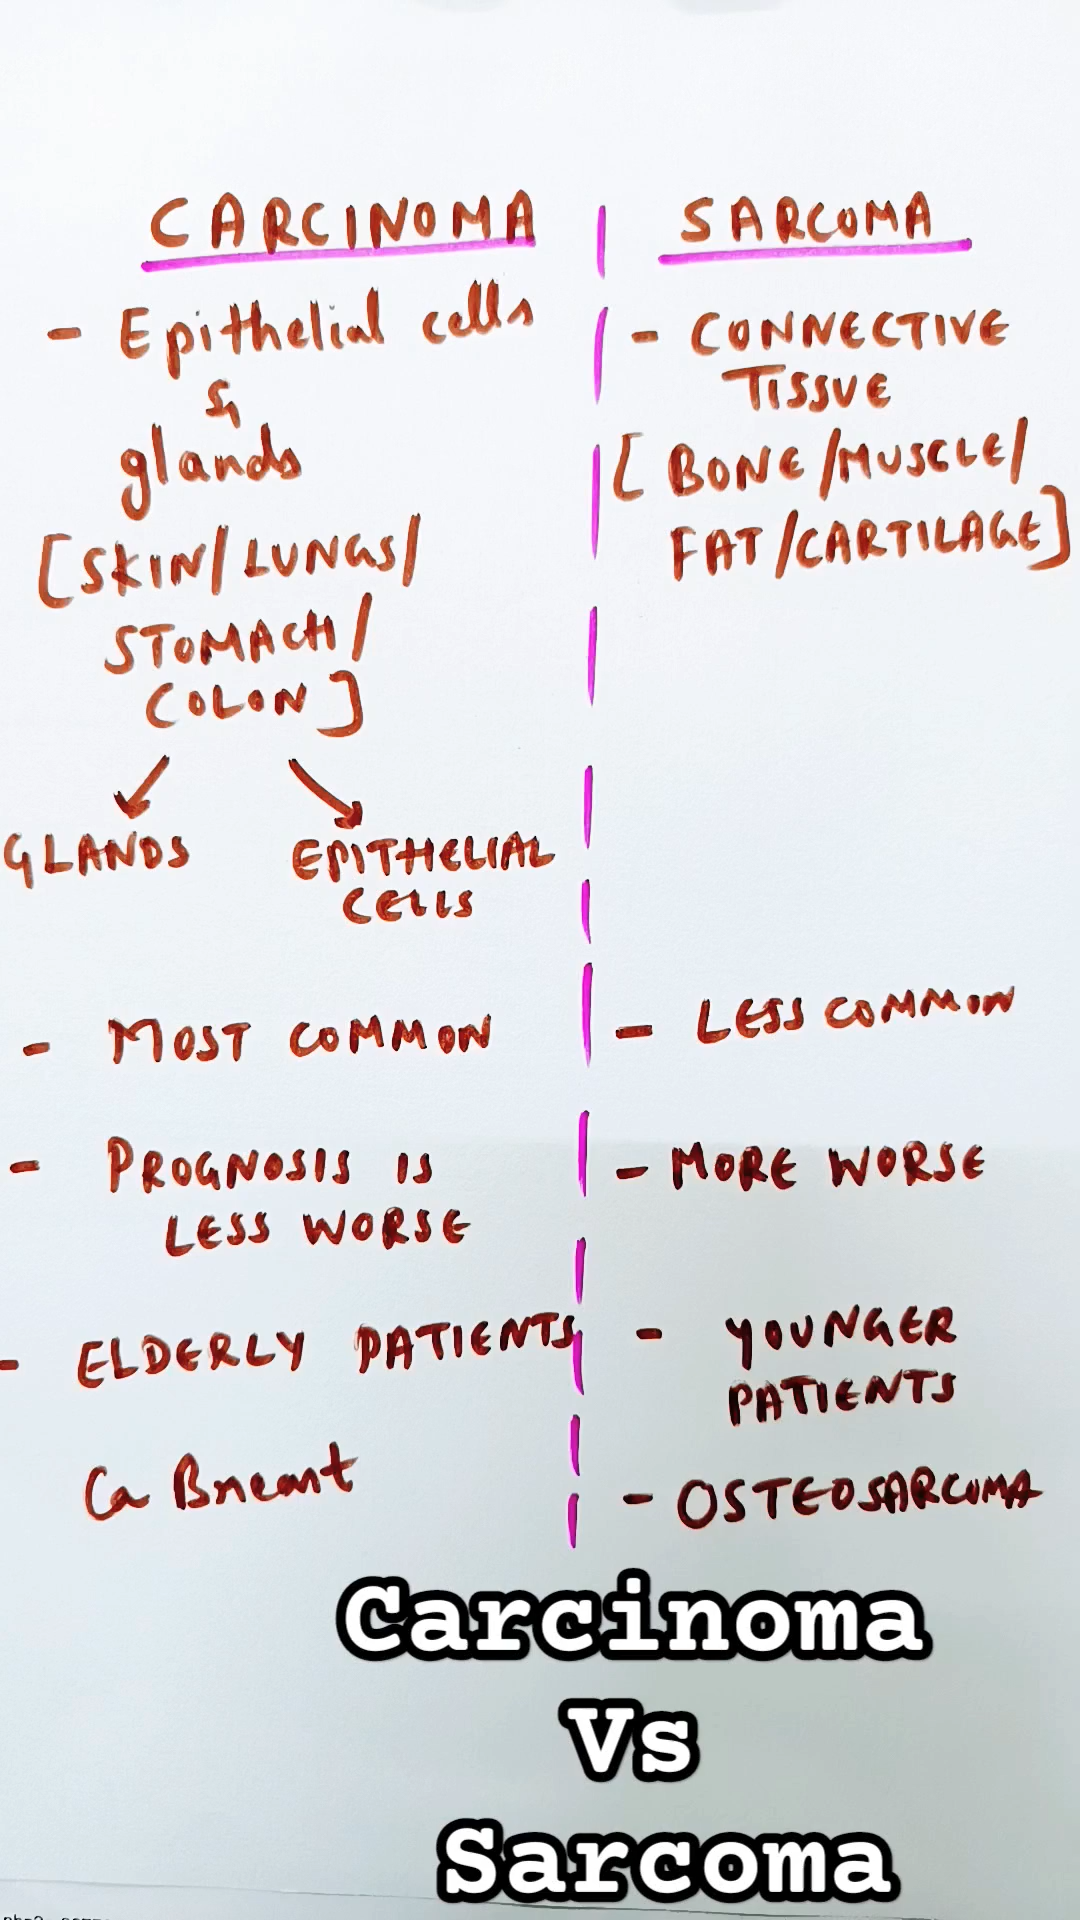 CARCINOMA
- Epithelial cells
&
glands
[SKIN/LUNGS/
STOMACH/
COLON]
GLANDS
EPITHELIAL
CELLS
- MOST COMMON
- PROGNOSIS IS
LESS WORSE
- ELDERLY PATIENTS
Ca Breast
SARCOMA
- CONNECTIVE
TISSUE
[BONE/MUSCLE/
FAT/CARTILAGE]
- LESS COMMON
- MORE WORSE
- YOUNGER
PATIENTS
- OSTEOSARCOMA
Carcinoma
Vs
Sarcoma